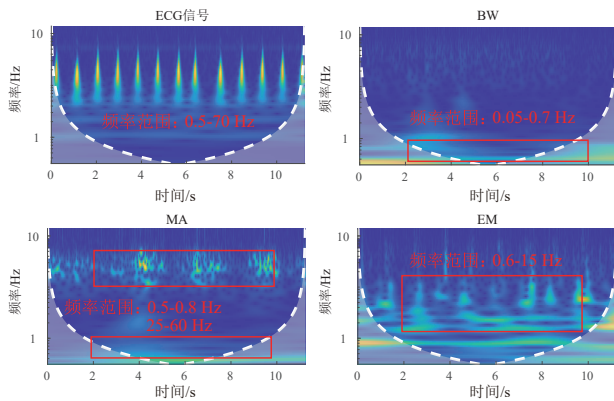 ECG信号
BW
10
1
频率/Hz
频率范围：0.5-70 Hz
0 2 4 6 8 10
时间/s
10
1
频率/Hz
频率范围：0.05-0.7 Hz
0 2 4 6 8 10
时间/s
MA
EM
10
1
频率/Hz
频率范围：0.5-0.8 Hz
25-60 Hz
0 2 4 6 8 10
时间/s
10
1
频率/Hz
频率范围：0.6-15 Hz
0 2 4 6 8 10
时间/s